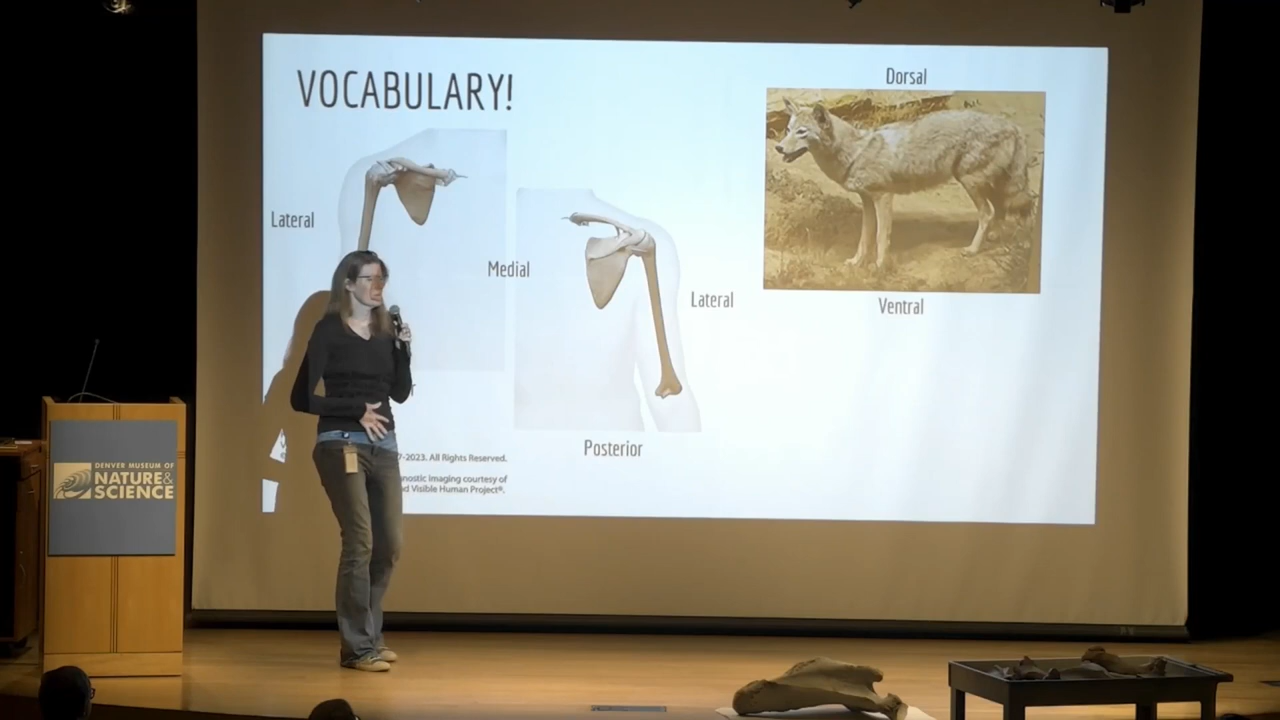 VOCABULARY!
Dorsal
Lateral
Medial
Lateral
Ventral
Posterior
7-2023. All Rights Reserved.
nostic Imaging courtesy of
d Visible Human Project®.
DENVER MUSEUM OF
NATURE&
SCIENCE